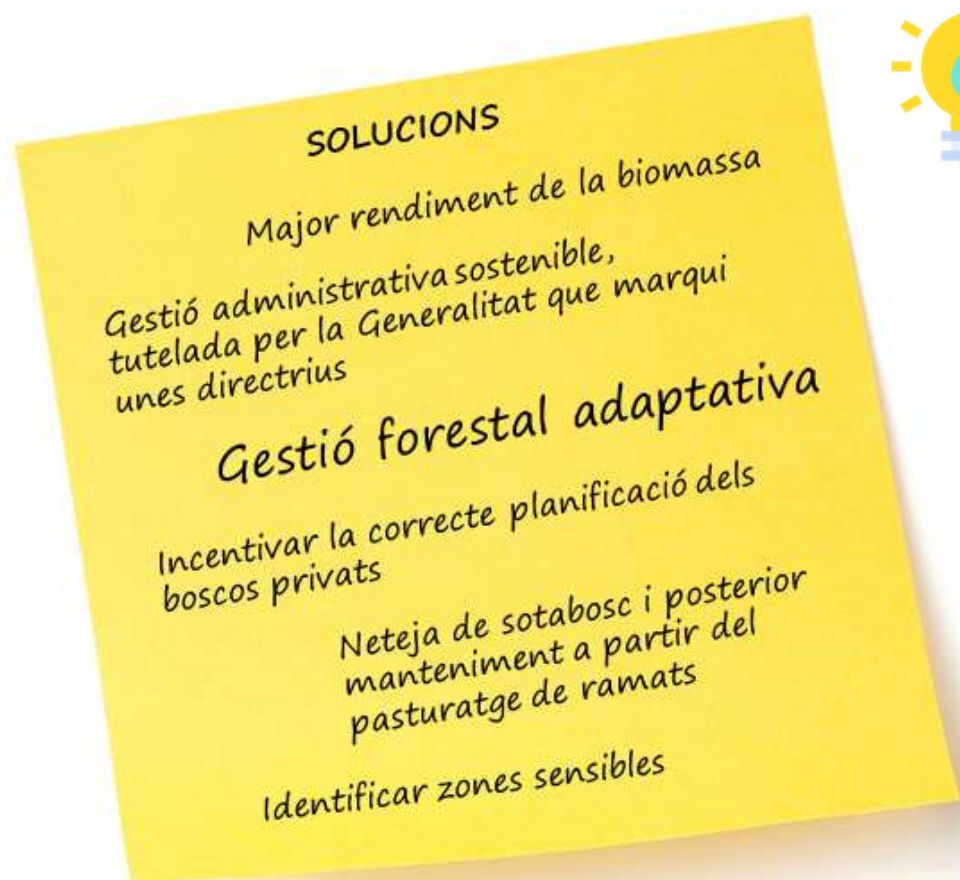 SOLUCIONS
Major rendiment de la biomassa
Gestió administrativa sostenible,
tutelada per la Generalitat que marqui
unes directrius
Gestió forestal adaptativa
Incentivar la correcte planificació dels
boscos privats
Neteja de sotabosc i posterior
manteniment a partir del
pasturatge de ramats
Identificar zones sensibles